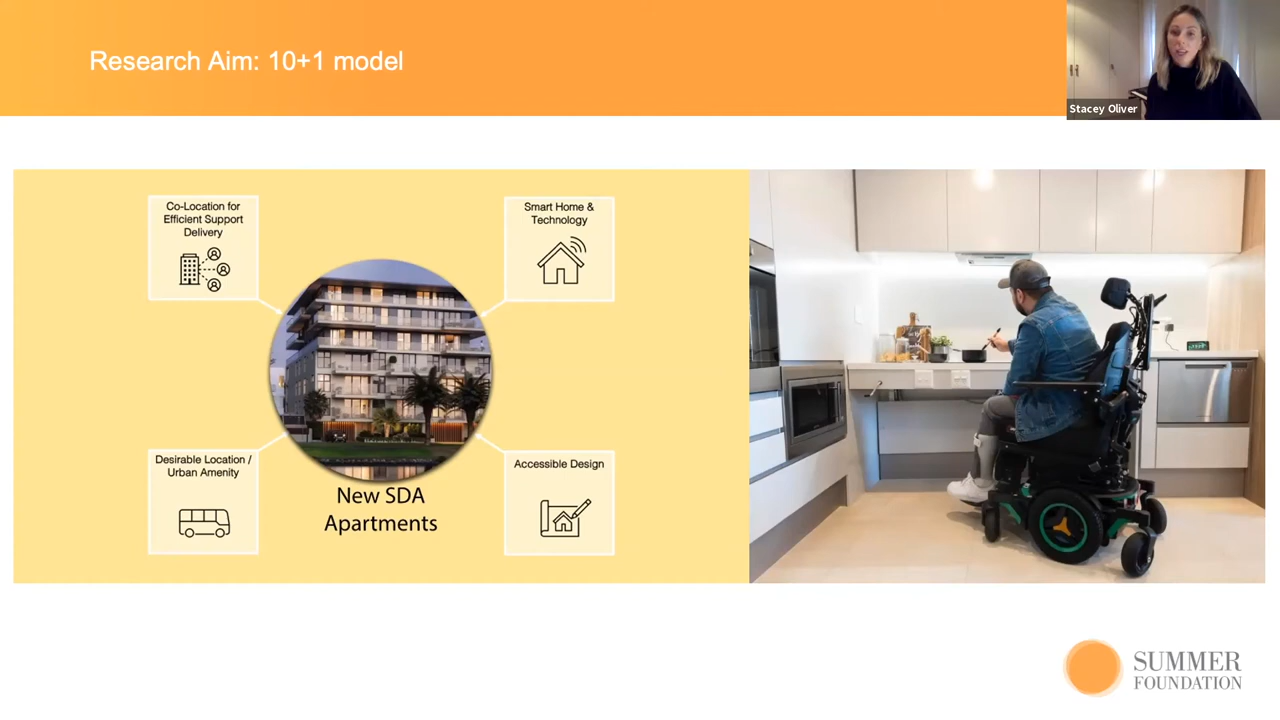 Research Aim: 10+1 model
Stacey Oliver
Co-Location for
Efficient Support
Delivery
Smart Home &
Technology
Desirable Location /
Urban Amenity
Accessible Design
New SDA
Apartments
SUMMER
FOUNDATION